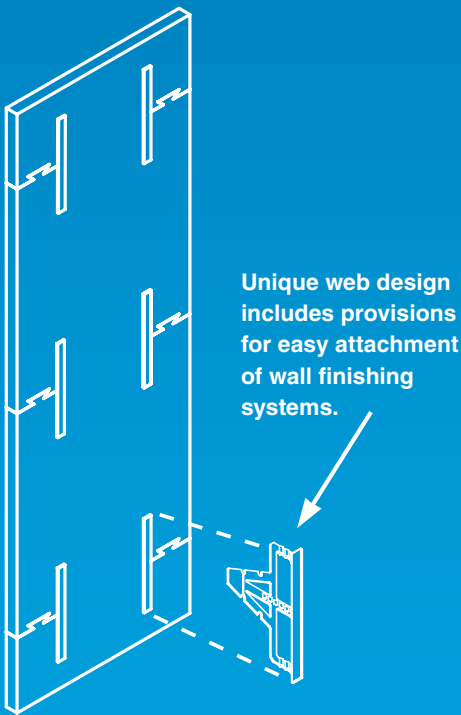 Unique web design
includes provisions
for easy attachment
of wall finishing
systems.